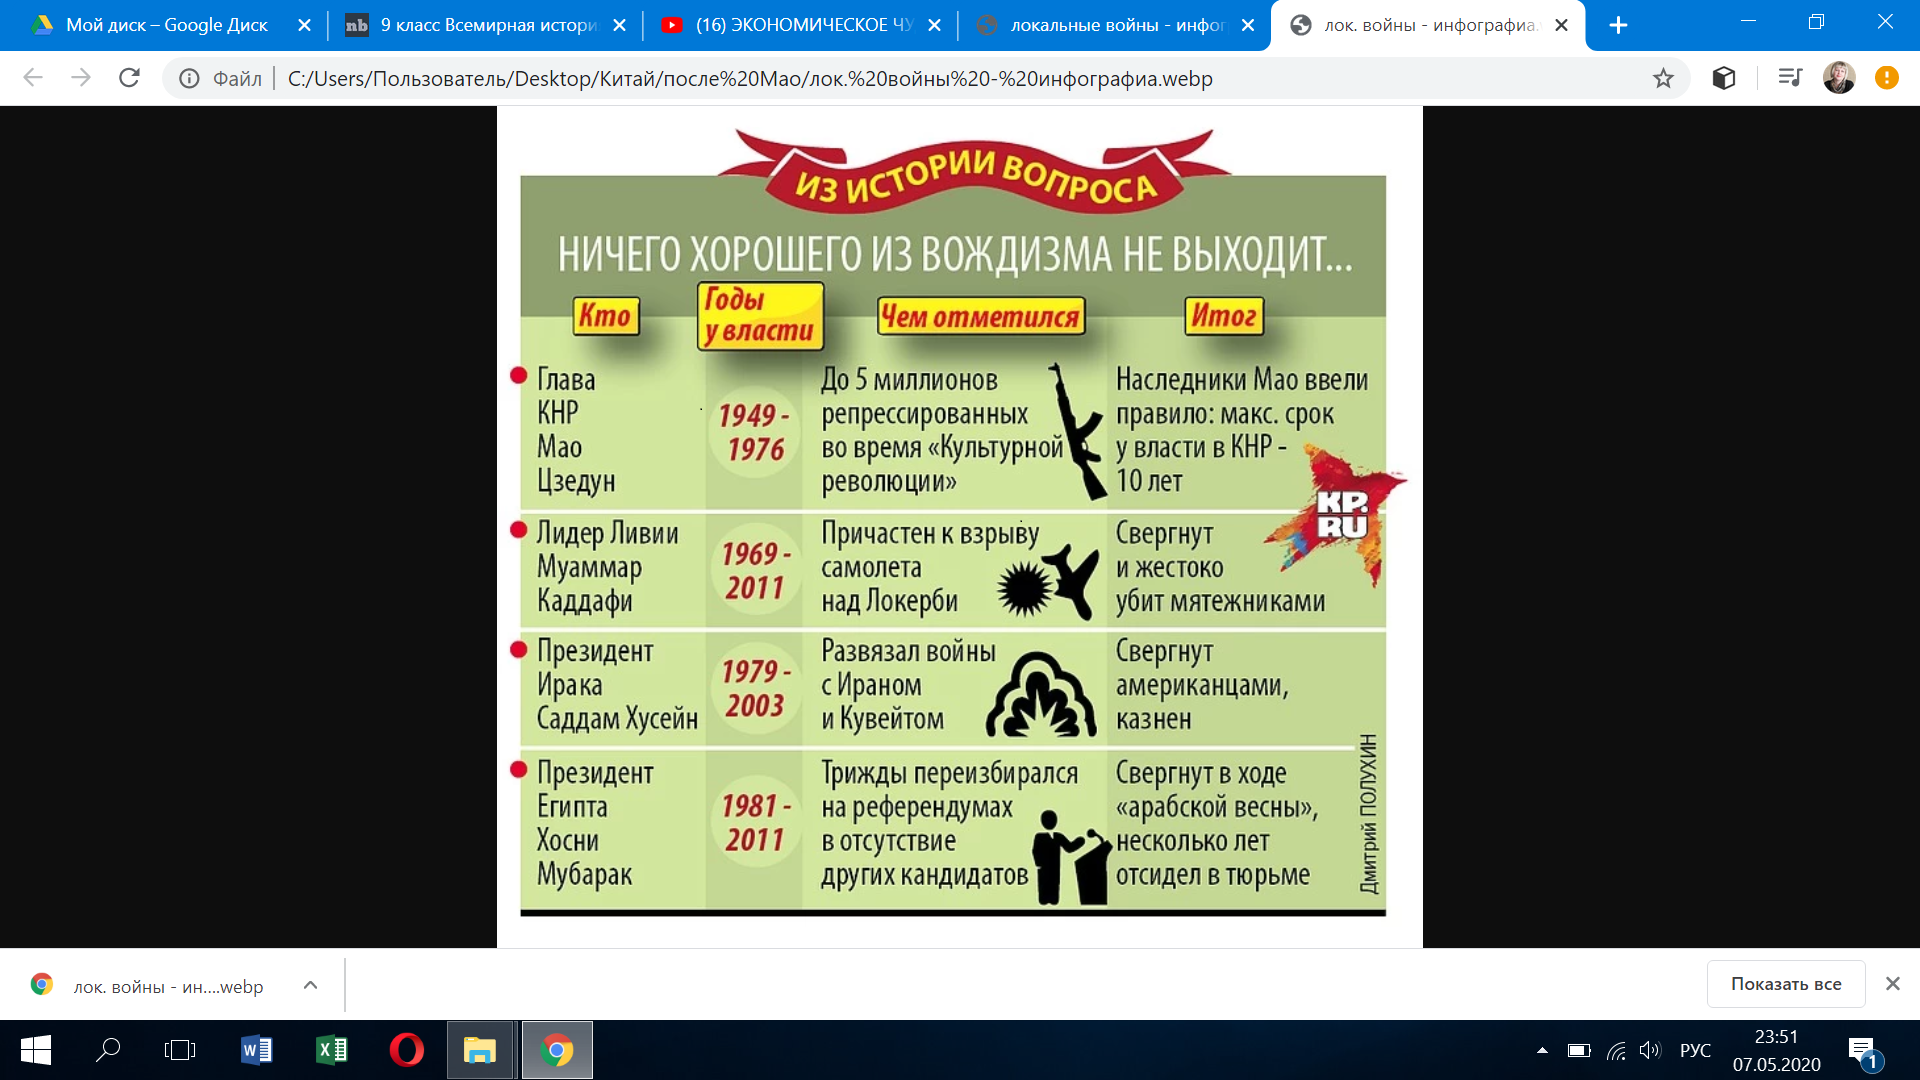 Мой диск – Google Диск
9 класс Всемирная истори
(16) ЭКОНОМИЧЕСКОЕ ЧУ
локальные войны - инфог
лок. войны - инфографиа.
Файл
C:/Users/Пользователь/Desktop/Китай/после%20Мао/лок.%20войны%20-%20инфографиа.webp
ИЗ ИСТОРИИ ВОПРОСА
НИЧЕГО ХОРОШЕГО ИЗ ВОЖДИЗМА НЕ ВЫХОДИТ...
Кто
Годы
у власти
Чем отметился
Итог
Глава
КНР
Мао
Цзедун
1949 -
1976
До 5 миллионов
репрессированных
во время «Культурной
революции»
Наследники Мао ввели
правило: макс. срок
у власти в КНР -
10 лет
KP.
RU
Лидер Ливии
Муаммар
Каддафи
1969 -
2011
Причастен к взрыву
самолета
над Локерби
Свергнут
и жестоко
убит мятежниками
Президент
Ирака
Саддам Хусейн
1979 -
2003
Развязал войны
с Ираном
и Кувейтом
Свергнут
американцами,
казнен
Президент
Египта
Хосни
Мубарак
1981 -
2011
Трижды переизбирался
на референдумах
в отсутствие
других кандидатов
Свергнут в ходе
«арабской весны»,
несколько лет
отсидел в тюрьме
Дмитрий ПОЛУХИН
лок. войны - ин....webp
Показать все
РУС
23:51
07.05.2020
1